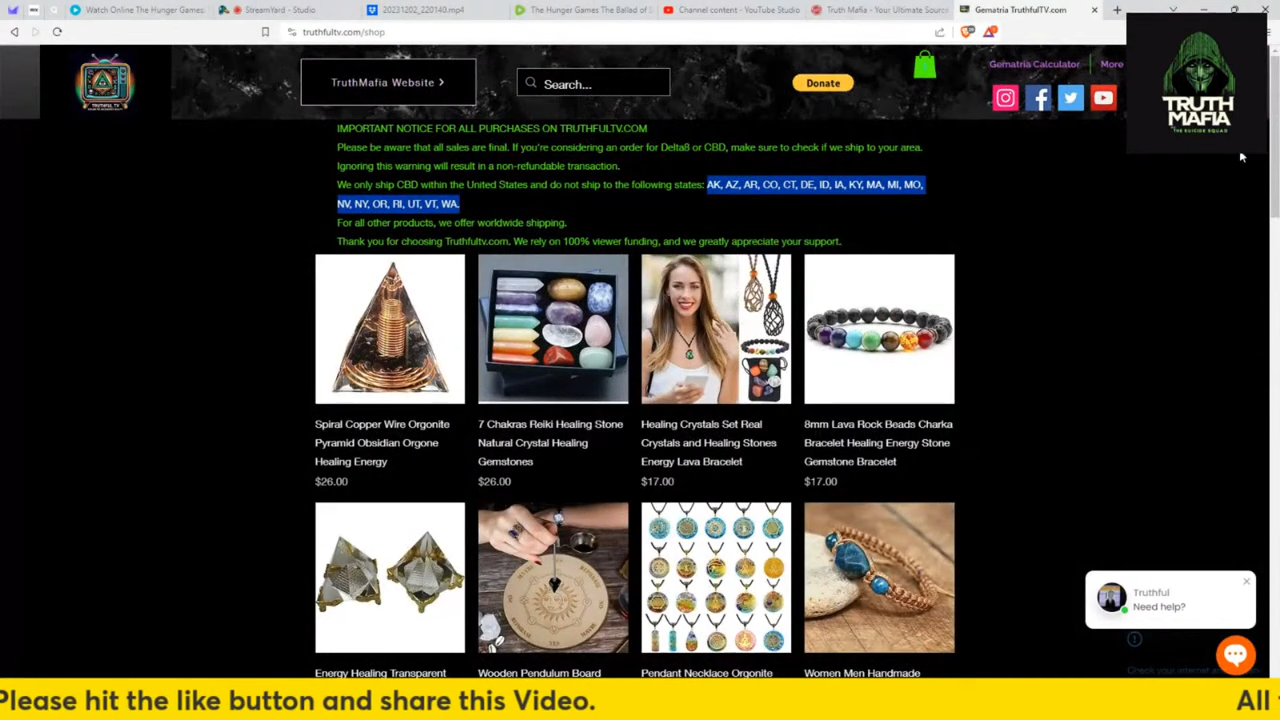 Watch Online The Hunger Games:
StreamYard - Studio
20231202_220140.mp4
The Hunger Games The Ballad of S
Channel content - YouTube Studio
Truth Mafia - Your Ultimate Source
Gematria TruthfulTV.com
truthfultv.com/shop
TruthMafia Website >
Search...
Donate
Gematria Calculator
More
TRUTH
MAFIA
THE SUICIDE SQUAD
TRUTHFUL TV
IMPORTANT NOTICE FOR ALL PURCHASES ON TRUTHFULTV.COM
Please be aware that all sales are final. If you're considering an order for Delta8 or CBD, make sure to check if we ship to your area.
Ignoring this warning will result in a non-refundable transaction.
We only ship CBD within the United States and do not ship to the following states: AK, AZ, AR, CO, CT, DE, ID, IA, KY, MA, MI, MO,
NV, NY, OR, RI, UT, VT, WA.
For all other products, we offer worldwide shipping.
Thank you for choosing Truthfultv.com. We rely on 100% viewer funding, and we greatly appreciate your support.
Spiral Copper Wire Orgonite
Pyramid Obsidian Orgone
Healing Energy
$26.00
7 Chakras Reiki Healing Stone
Natural Crystal Healing
Gemstones
$26.00
Healing Crystals Set Real
Crystals and Healing Stones
Energy Lava Bracelet
$17.00
8mm Lava Rock Beads Charka
Bracelet Healing Energy Stone
Gemstone Bracelet
$17.00
Energy Healing Transparent
Wooden Pendulum Board
Pendant Necklace Orgonite
Women Men Handmade
Truthful
Need help?
Please hit the like button and share this Video.
All